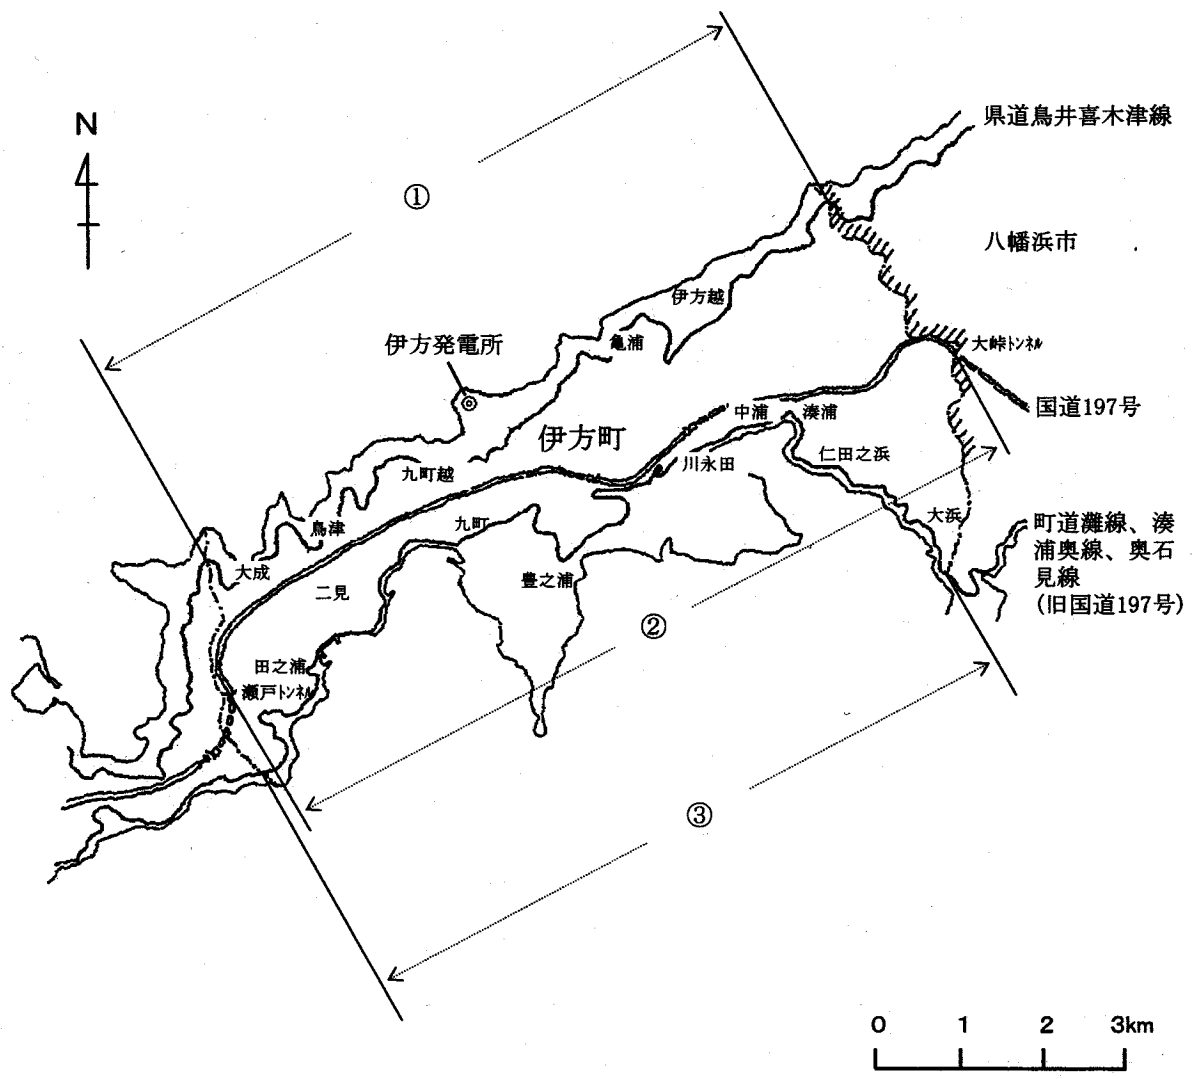 N
県道鳥井喜木津線
①
八幡浜市
伊方越
伊方発電所
亀浦
大峠トンネル
国道197号
伊方町
中浦
湊浦
川永田
仁田之浜
九町越
鳥津
九町
大浜
町道灘線、湊
浦奥線、奥石
見線
(旧国道197号)
大成
二見
豊之浦
②
田之浦
瀬戸トンネル
③
0 1 2 3km